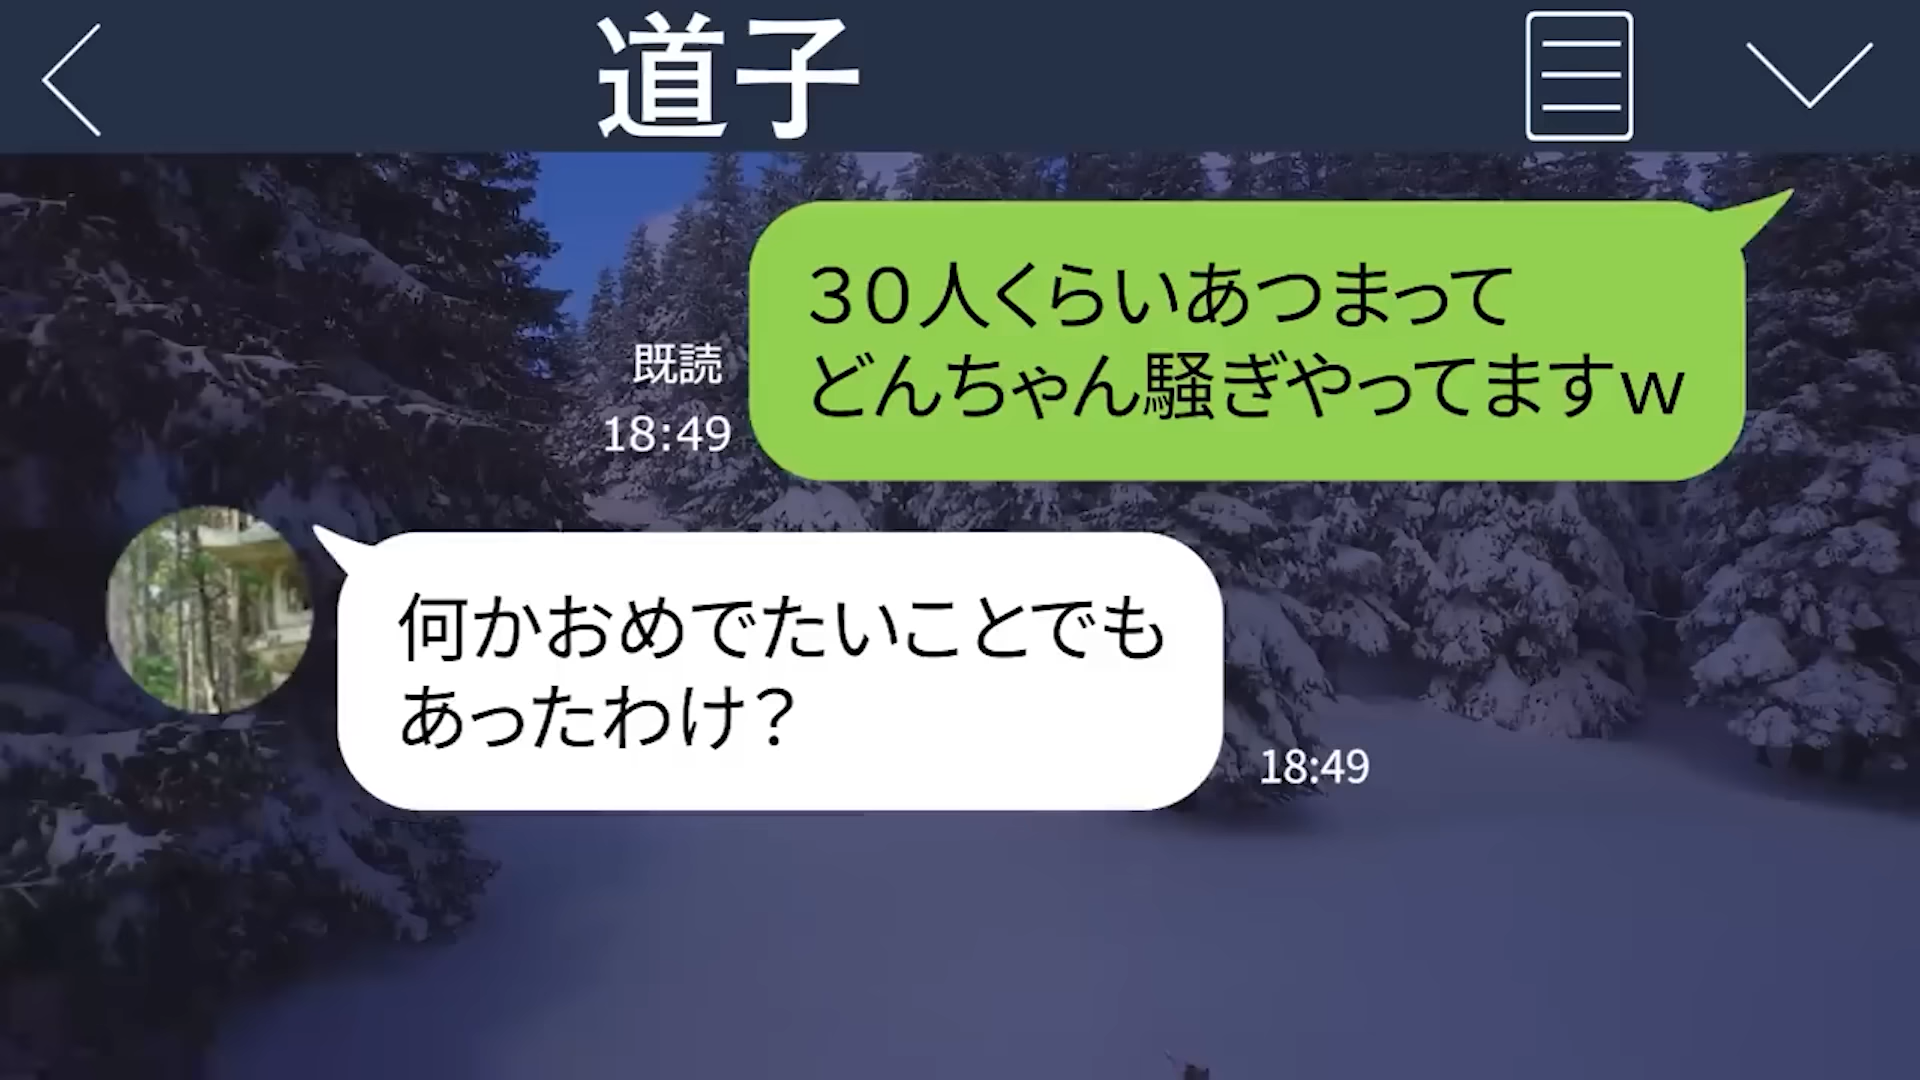 道子
３０人くらいあつまって
どんちゃん騒ぎやってますｗ
既読
18:49
何かおめでたいことでも
あったわけ？
18:49